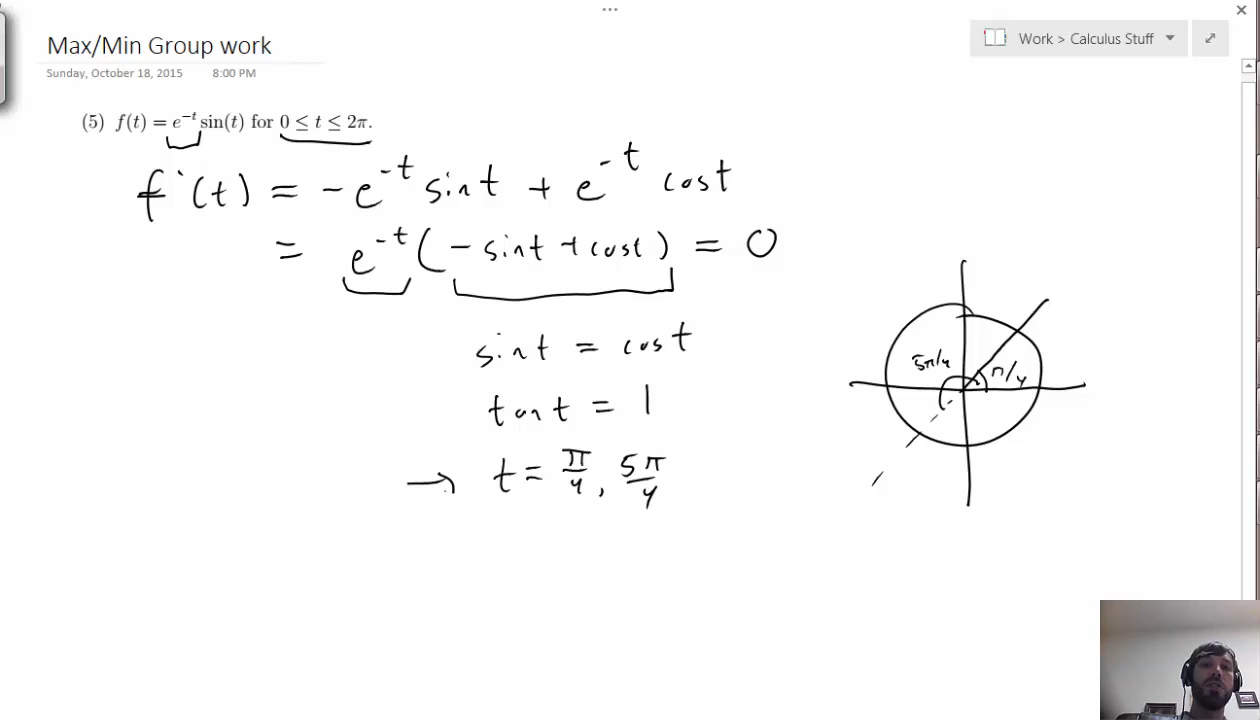 ...
Max/Min Group work
Work > Calculus Stuff
Sunday, October 18, 2015 8:00 PM
(5) f(t) = e^{-t} sin(t) for 0 ≤ t ≤ 2π.
f'(t) = -e^{-t} sin t + e^{-t} cos t
= e^{-t} (- sin t + cos t) = 0
sin t = cos t
tan t = 1
→ t = π/4, 5π/4
5π/4
π/4